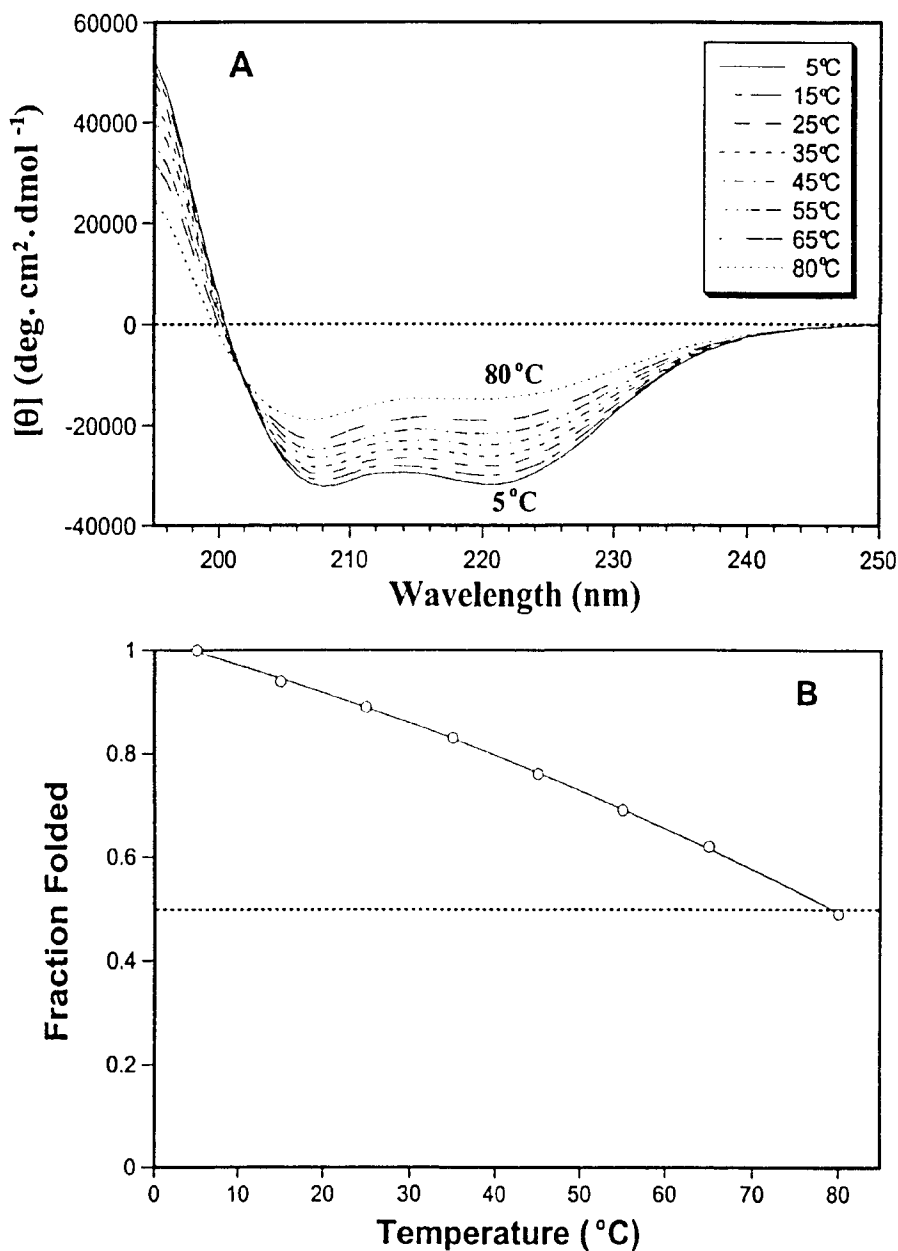 60000
40000
20000
0
-20000
-40000
[θ] (deg. cm². dmol ⁻¹)
A
5°C
15°C
25°C
35°C
45°C
55°C
65°C
80°C
80°C
5°C
200
210
220
230
240
250
Wavelength (nm)
1
0.8
0.6
0.4
0.2
0
Fraction Folded
B
0
10
20
30
40
50
60
70
80
Temperature (°C)